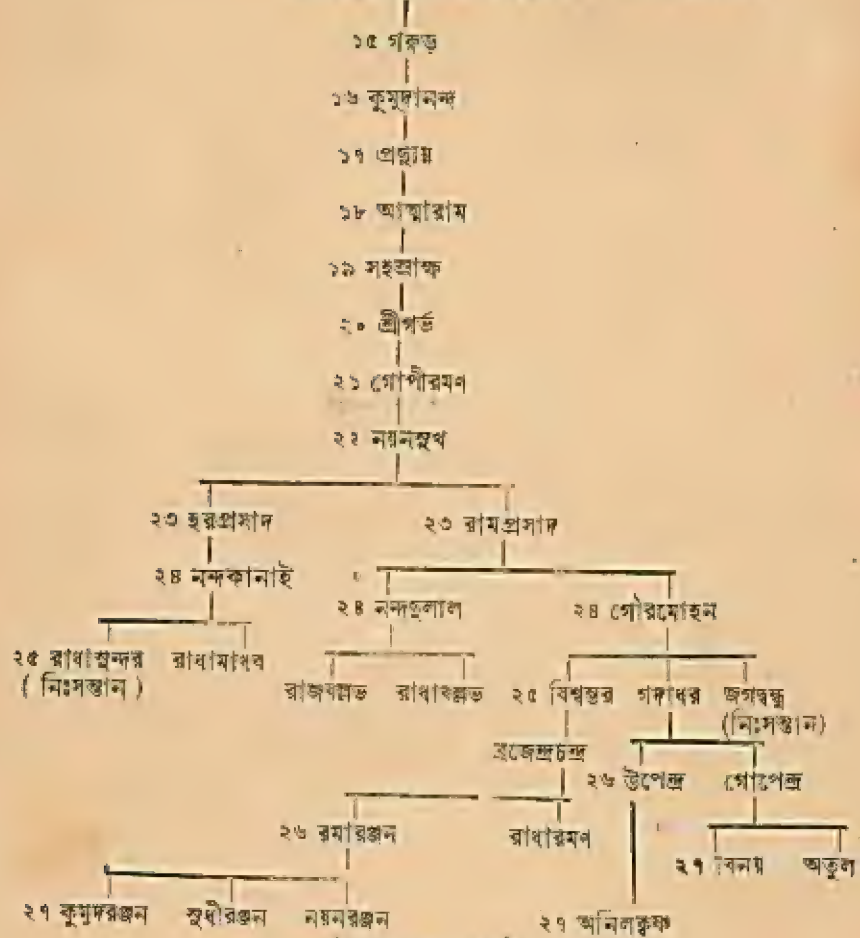 ১৫ গরুড়
১৬ কুমুদানন্দ
১৭ প্রদ্যুম্ন
১৮ আত্মারাম
১৯ সহস্রাক্ষ
২০ শ্রীগর্ভ
২১ গোপীরমণ
২২ নয়নসুখ
২৩ হরপ্রসাদ ২৩ রামপ্রসাদ
২৪ নন্দকানাই
২৪ নন্দদুলাল ২৪ গৌরমোহন
২৫ রাধাসুন্দর রাধামাধব
( নিঃসন্তান )
রাজবল্লভ রাধাবল্লভ ২৫ বিশ্বম্ভর গঙ্গাধর জগদ্বন্ধু
(নিঃসন্তান)
ব্রজেন্দ্রচন্দ্র
২৬ উপেন্দ্র গোপেন্দ্র
২৬ রমারঞ্জন রাধারমণ
২৭ বিনয় অতুল
২৭ কুমুদরঞ্জন সুধীরঞ্জন নয়নরঞ্জন ২৭ অনিলকৃষ্ণ